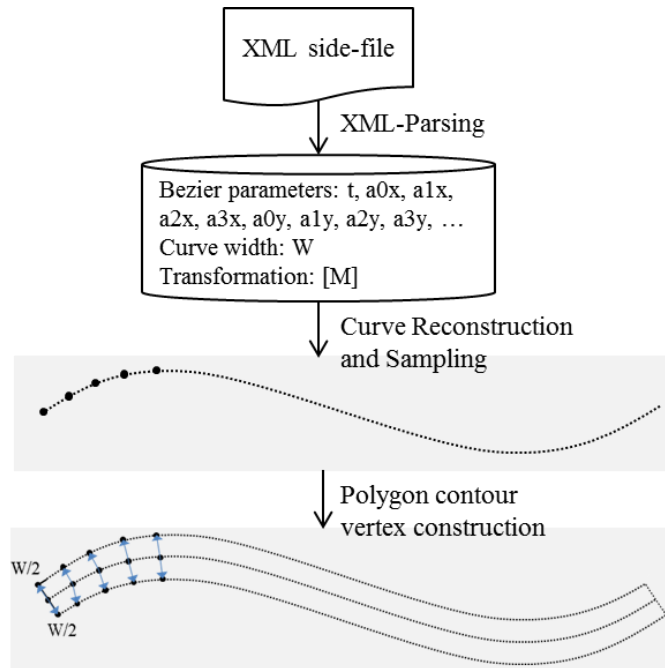 XML side-file
XML-Parsing
Bezier parameters: t, a0x, a1x,
a2x, a3x, a0y, a1y, a2y, a3y, …
Curve width: W
Transformation: [M]
Curve Reconstruction
and Sampling
Polygon contour
vertex construction
W/2
W/2